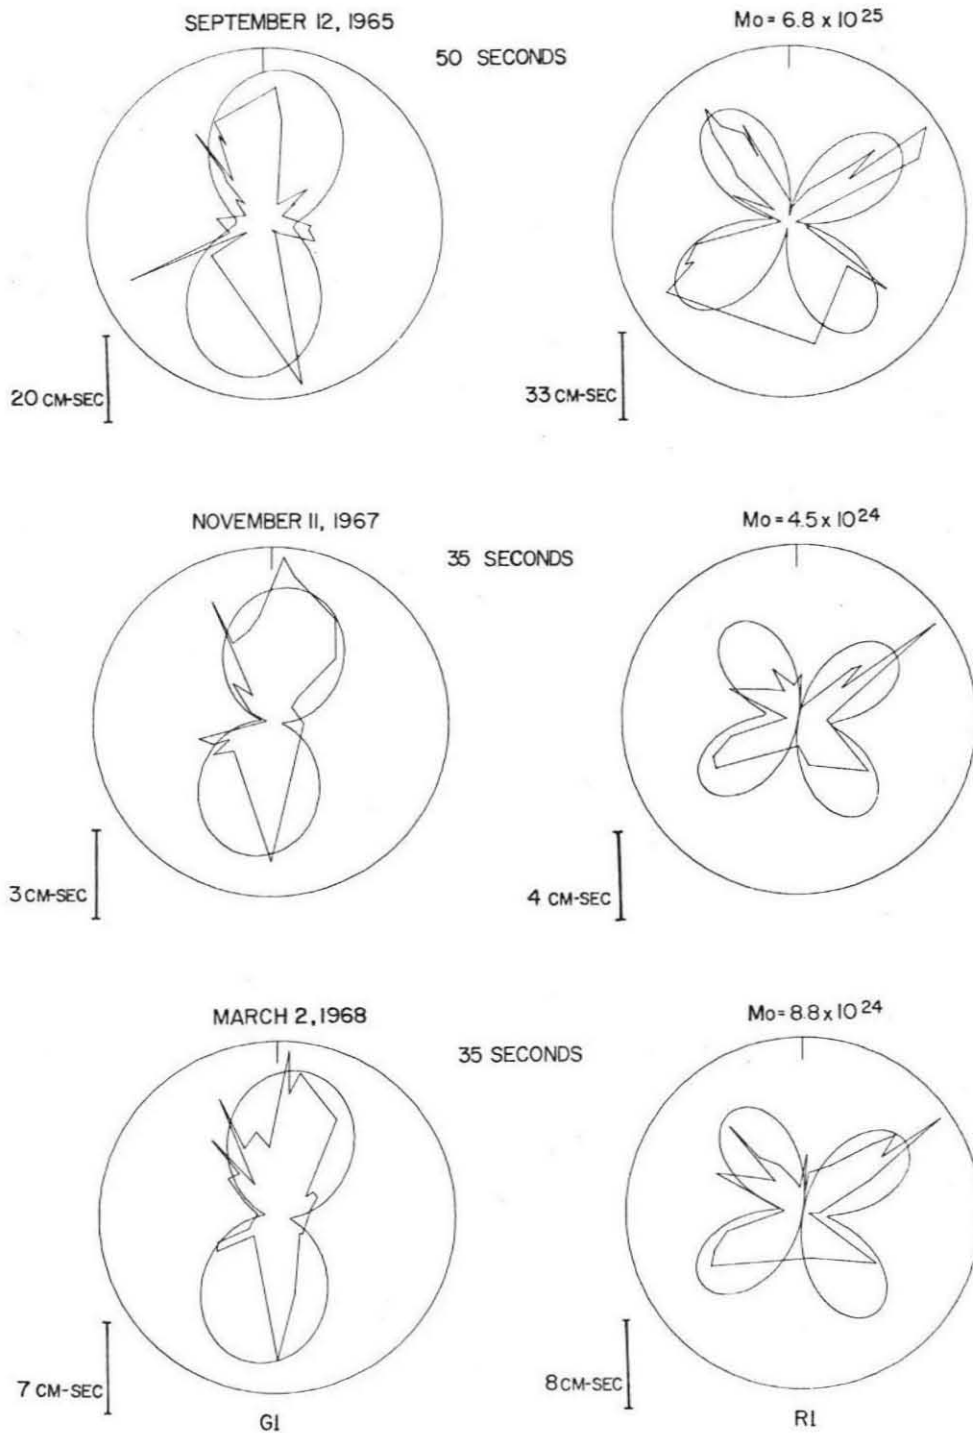 SEPTEMBER 12, 1965
Mo = 6.8 x 10 25
50 SECONDS
20 CM-SEC
33 CM-SEC
NOVEMBER 11, 1967
Mo = 4.5 x 10 24
35 SECONDS
3 CM-SEC
4 CM-SEC
MARCH 2, 1968
Mo = 8.8 x 10 24
35 SECONDS
7 CM-SEC
8 CM-SEC
G1
R1